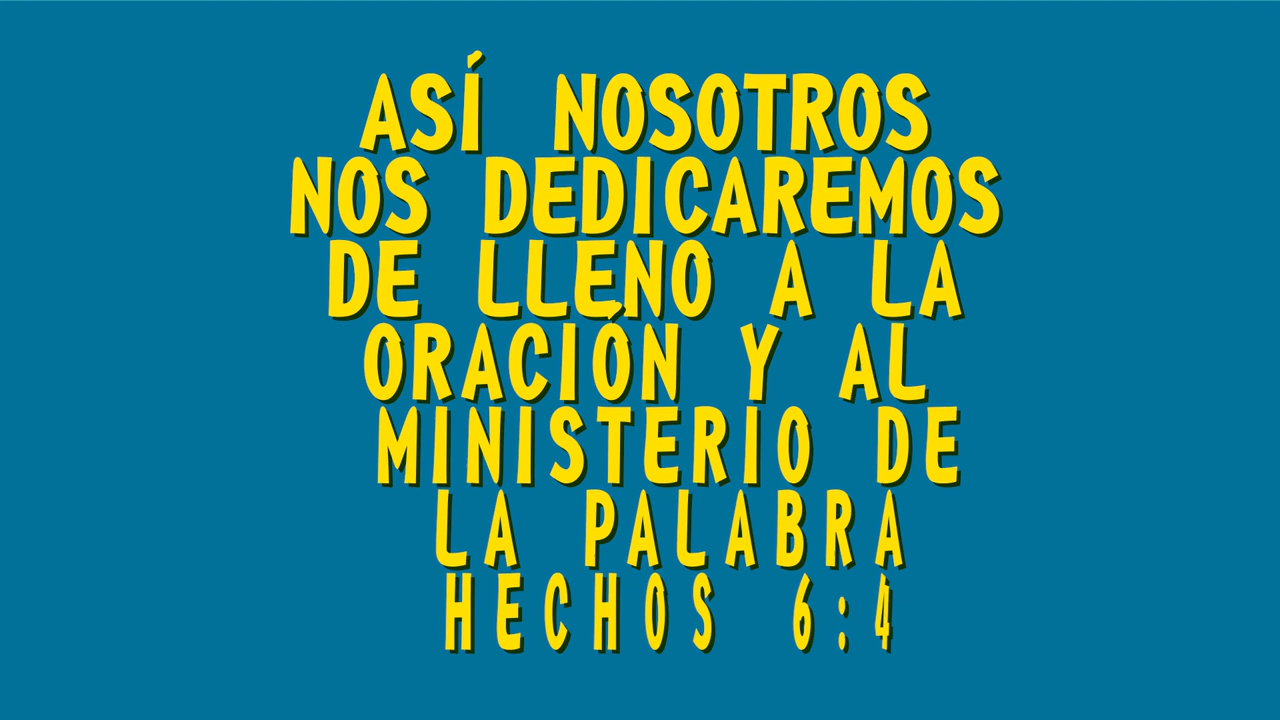 ASÍ NOSOTROS
NOS DEDICAREMOS
DE LLENO A LA
ORACIÓN Y AL
MINISTERIO DE
LA PALABRA
HECHOS 6:4